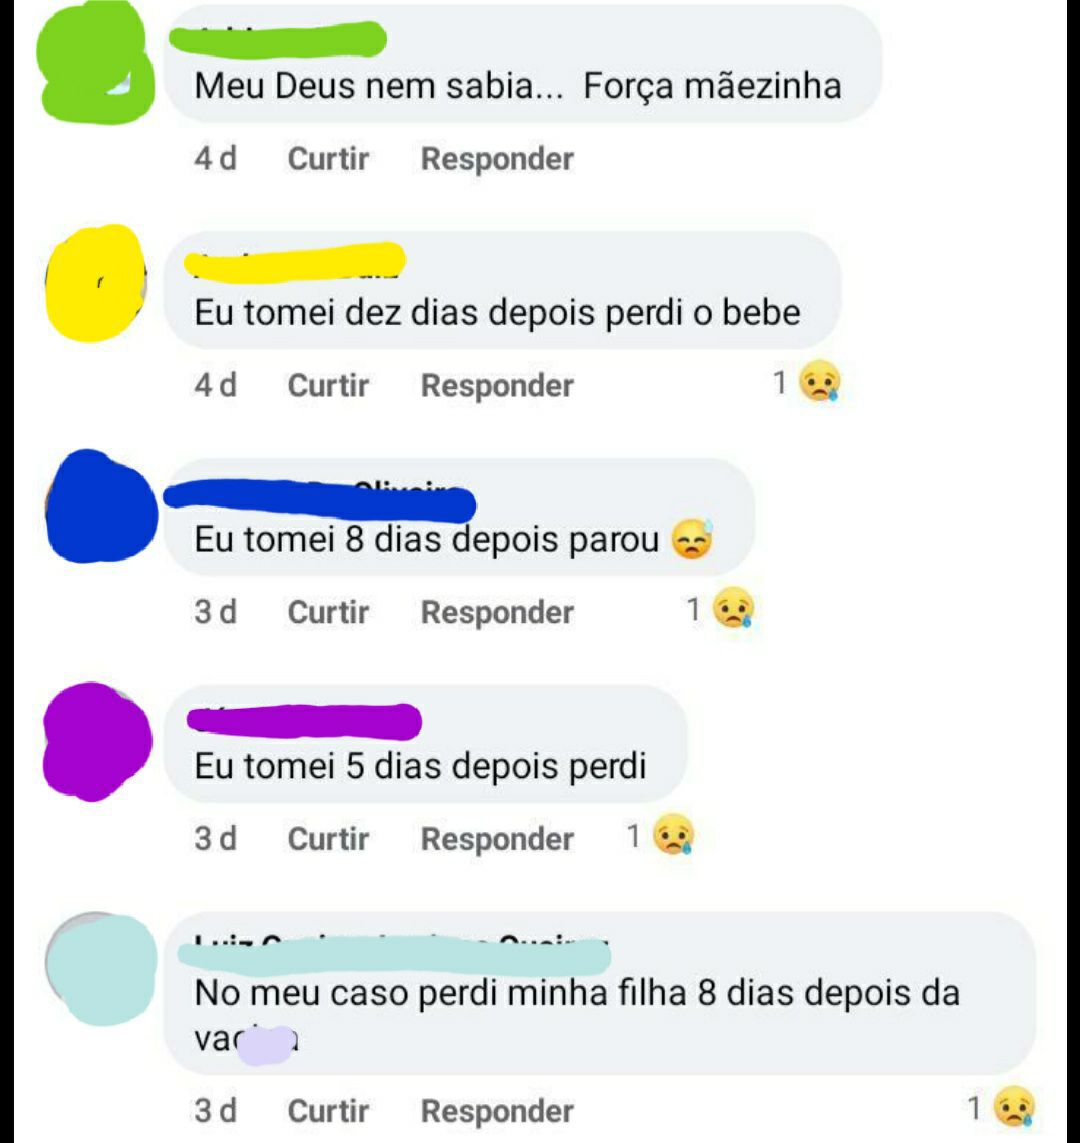 Meu Deus nem sabia... Força mãezinha
4 d Curtir Responder
Eu tomei dez dias depois perdi o bebe
4 d Curtir Responder 1
Eu tomei 8 dias depois parou
3 d Curtir Responder 1
Eu tomei 5 dias depois perdi
3 d Curtir Responder 1
No meu caso perdi minha filha 8 dias depois da
3 d Curtir Responder 1